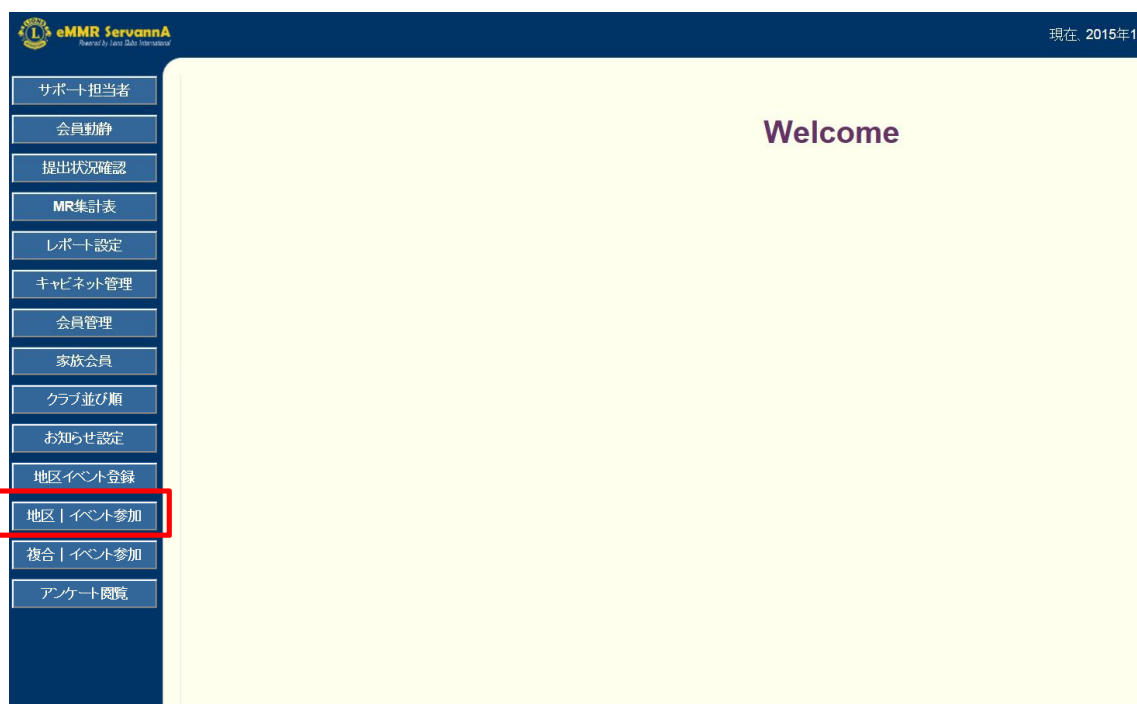 eMMR ServannA
Powered by Lions Clubs International
現在、2015年1
サポート担当者
会員動静
提出状況確認
MR集計表
レポート設定
キャビネット管理
会員管理
家族会員
クラブ並び順
お知らせ設定
地区イベント登録
地区 | イベント参加
複合 | イベント参加
アンケート閲覧
Welcome